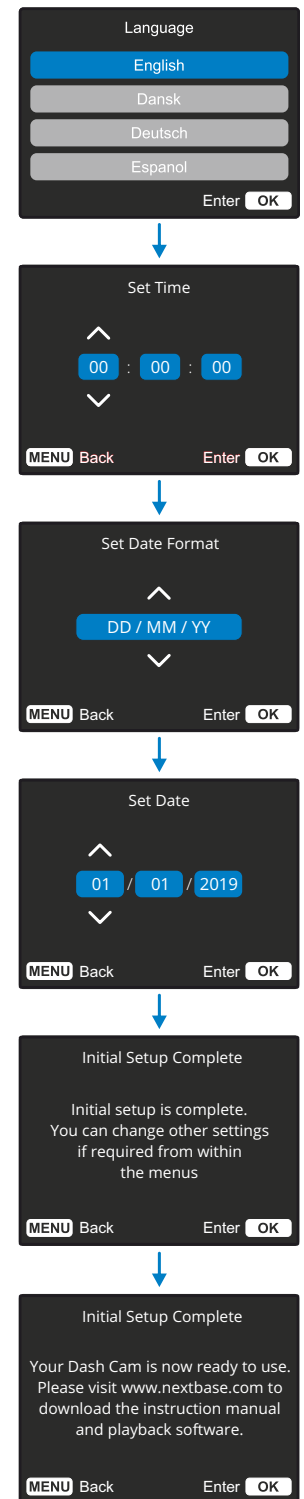 Language
English
Dansk
Deutsch
Espanol
Enter OK
Set Time
00 : 00 : 00
MENU Back Enter OK
Set Date Format
DD / MM / YY
MENU Back Enter OK
Set Date
01 / 01 / 2019
MENU Back Enter OK
Initial Setup Complete
Initial setup is complete.
You can change other settings
if required from within
the menus
MENU Back Enter OK
Initial Setup Complete
Your Dash Cam is now ready to use.
Please visit www.nextbase.com to
download the instruction manual
and playback software.
MENU Back Enter OK